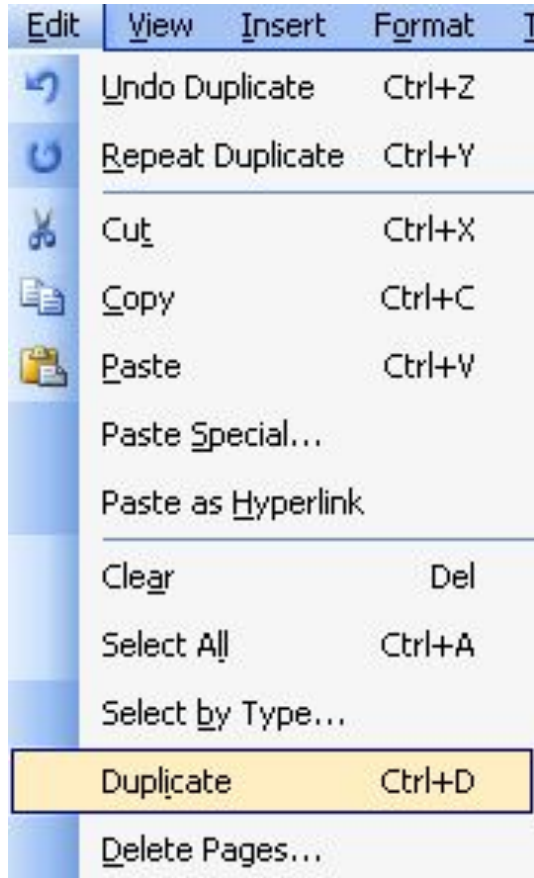 Edit View Insert Format
Undo Duplicate Ctrl+Z
Repeat Duplicate Ctrl+Y
Cut Ctrl+X
Copy Ctrl+C
Paste Ctrl+V
Paste Special...
Paste as Hyperlink
Clear Del
Select All Ctrl+A
Select by Type...
Duplicate Ctrl+D
Delete Pages...